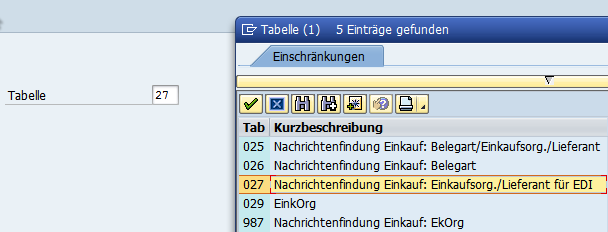 Tabelle (1) 5 Einträge gefunden
Einschränkungen
Tabelle 27
Tab Kurzbeschreibung
025 Nachrichtenfindung Einkauf: Belegart/Einkaufsorg./Lieferant
026 Nachrichtenfindung Einkauf: Belegart
027 Nachrichtenfindung Einkauf: Einkaufsorg./Lieferant für EDI
029 EinkOrg
987 Nachrichtenfindung Einkauf: EkOrg